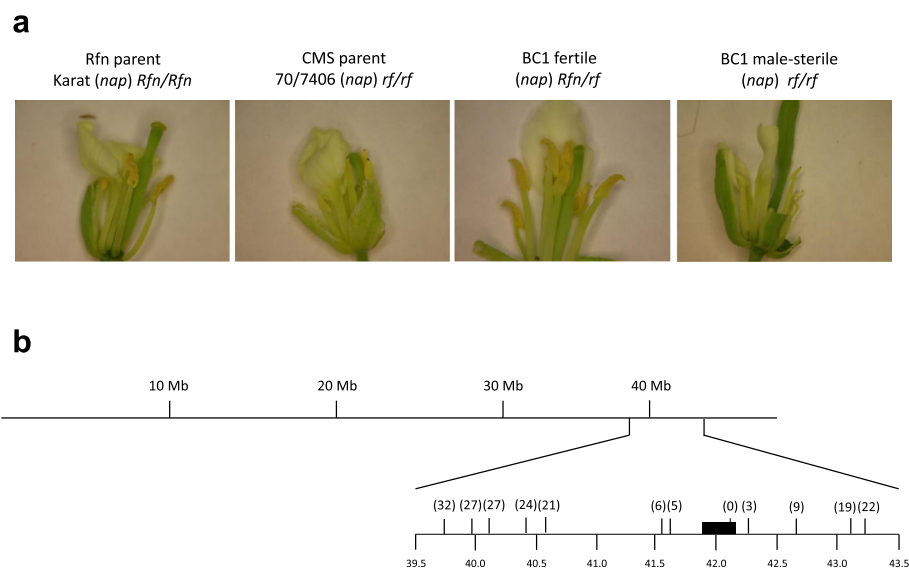 a
Rfn parent
Karat (nap) Rfn/Rfn
CMS parent
70/7406 (nap) rf/rf
BC1 fertile
(nap) Rfn/rf
BC1 male-sterile
(nap) rf/rf
b
10 Mb 20 Mb 30 Mb 40 Mb
(32) (27) (27) (24) (21) (6) (5) (0) (3) (9) (19) (22)
39.5 40.0 40.5 41.0 41.5 42.0 42.5 43.0 43.5